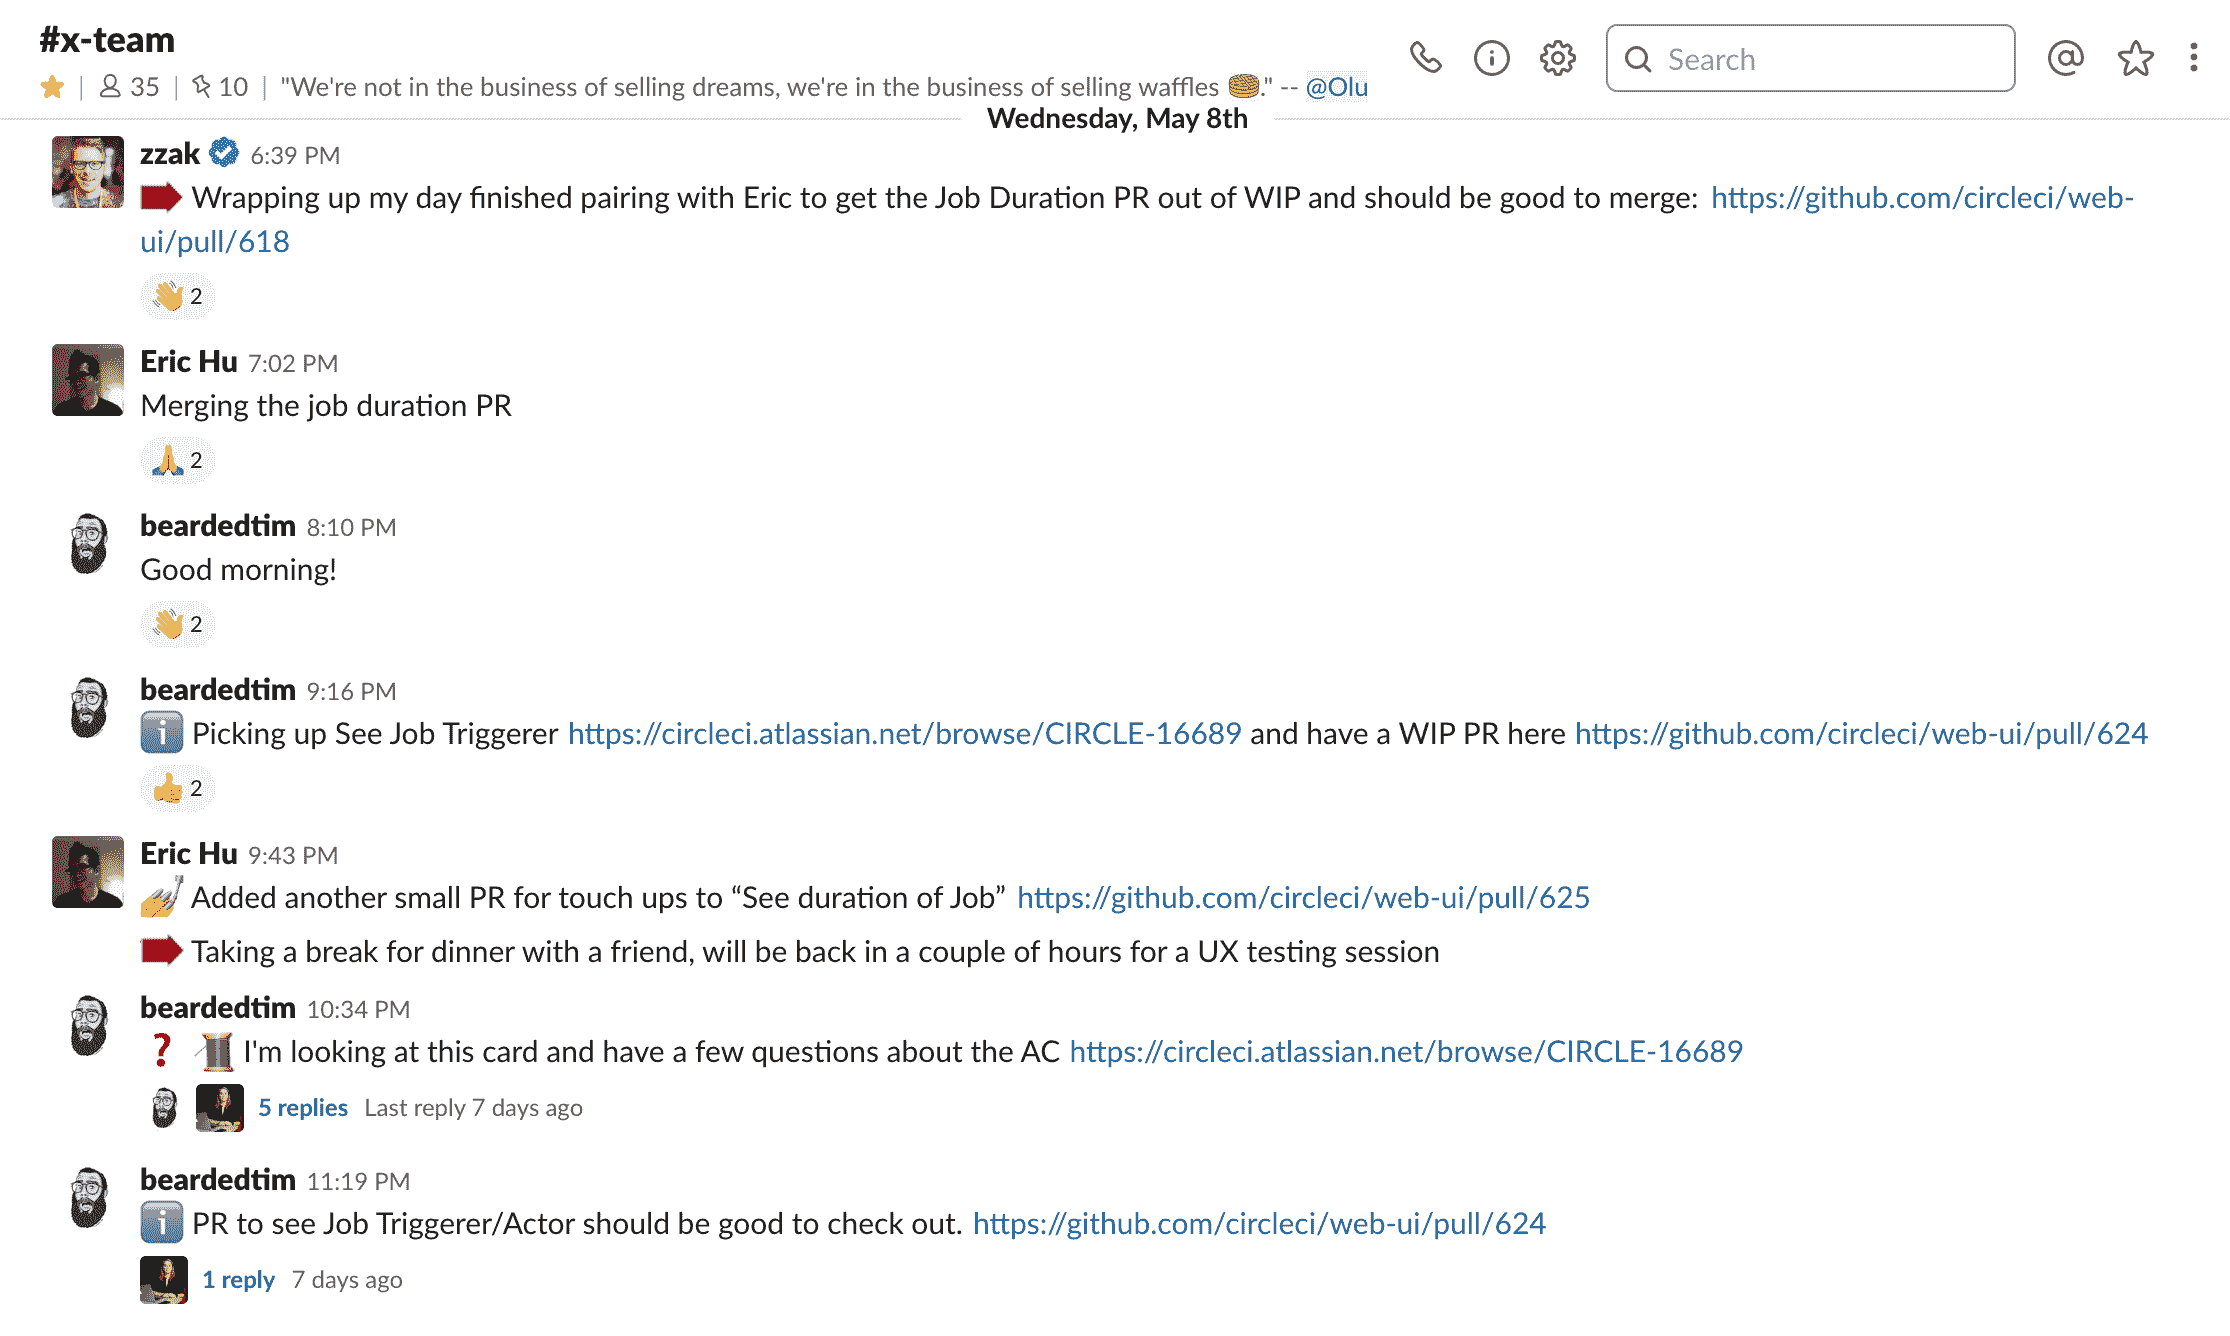 #x-team
35 | 10 | "We're not in the business of selling dreams, we're in the business of selling waffles 🥞." -- @Olu
Search
Wednesday, May 8th
zzak 6:39 PM
Wrapping up my day finished pairing with Eric to get the Job Duration PR out of WIP and should be good to merge: https://github.com/circleci/web-
ui/pull/618
👋 2
Eric Hu 7:02 PM
Merging the job duration PR
🙏 2
beardedtim 8:10 PM
Good morning!
👋 2
beardedtim 9:16 PM
ℹ️ Picking up See Job Triggerer https://circleci.atlassian.net/browse/CIRCLE-16689 and have a WIP PR here https://github.com/circleci/web-ui/pull/624
👍 2
Eric Hu 9:43 PM
💅 Added another small PR for touch ups to “See duration of Job” https://github.com/circleci/web-ui/pull/625
Taking a break for dinner with a friend, will be back in a couple of hours for a UX testing session
beardedtim 10:34 PM
❓ I'm looking at this card and have a few questions about the AC https://circleci.atlassian.net/browse/CIRCLE-16689
5 replies Last reply 7 days ago
beardedtim 11:19 PM
ℹ️ PR to see Job Triggerer/Actor should be good to check out. https://github.com/circleci/web-ui/pull/624
1 reply 7 days ago